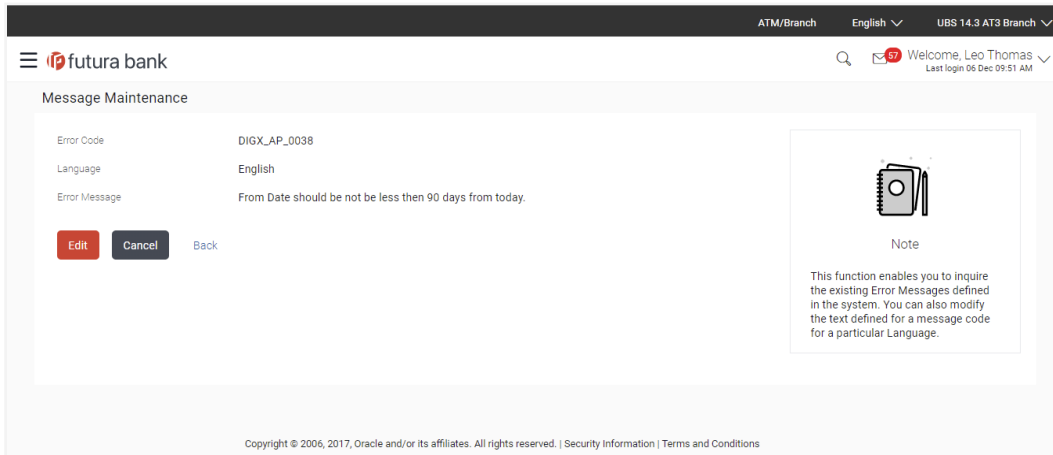 ATM/Branch English UBS 14.3 AT3 Branch
futura bank
57 Welcome, Leo Thomas
Last login 06 Dec 09:51 AM
Message Maintenance
Error Code DIGX_AP_0038
Language English
Error Message From Date should be not be less then 90 days from today.
Edit Cancel Back
Note
This function enables you to inquire
the existing Error Messages defined
in the system. You can also modify
the text defined for a message code
for a particular Language.
Copyright © 2006, 2017, Oracle and/or its affiliates. All rights reserved. | Security Information | Terms and Conditions